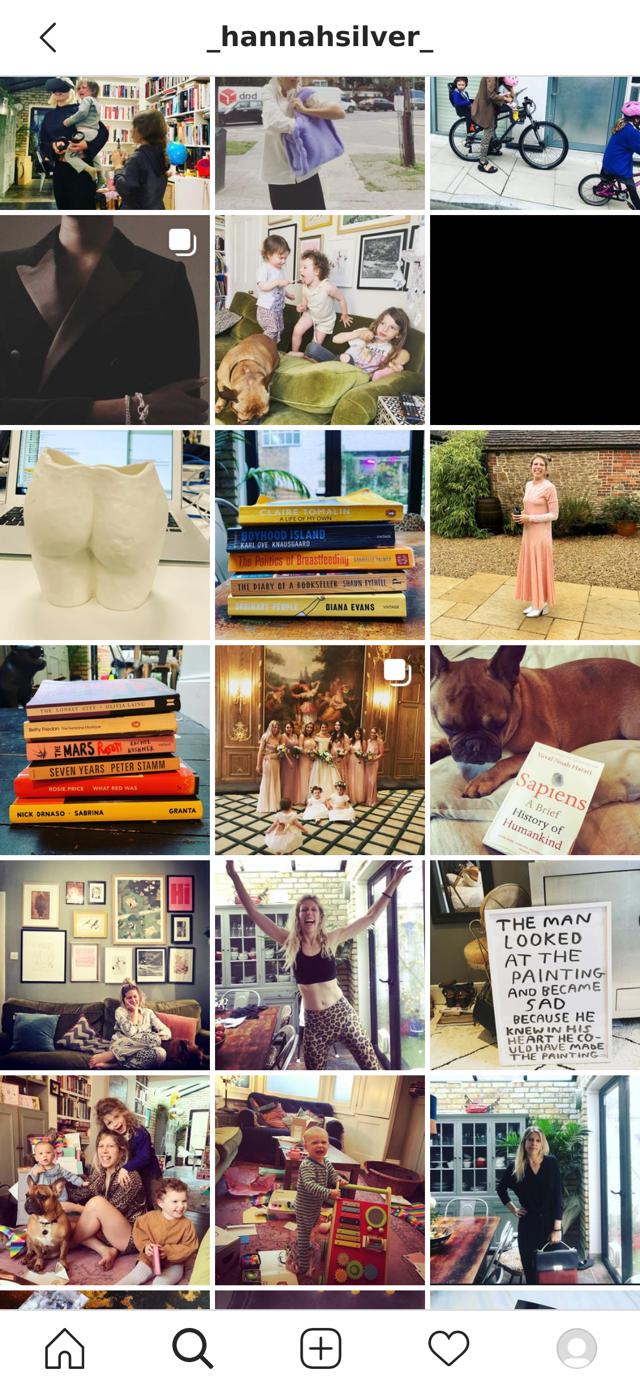 _hannahsilver_
dpd
CLAIRE TOMALIN
A LIFE OF MY OWN
BOYHOOD ISLAND
KARL OVE KNAUSGAARD
VINTAGE
The Politics of Breastfeeding
GABRIELLE PALMER
THE DIARY OF A BOOKSELLER SHAUN BYTHELL
ORDINARY PEOPLE DIANA EVANS
VINTAGE
THE LONELY CITY · OLIVIA LAING
Betty Friedan The Feminine Mystique
THE MARS ROOM RACHEL KUSHNER
SEVEN YEARS PETER STAMM
ROSIE PRICE WHAT RED WAS
NICK DRNASO · SABRINA GRANTA
Yuval Noah Harari
Sapiens
A Brief
History of
Humankind
Hi
THE MAN
LOOKED
AT THE
PAINTING
AND BECAME
SAD
BECAUSE HE
KNEW IN HIS
HEART HE CO-
ULD HAVE MADE
THE PAINTING